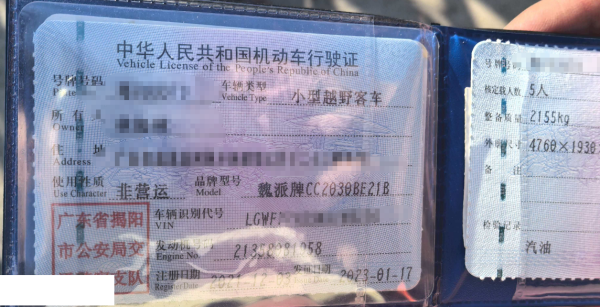 中华人民共和国机动车行驶证
Vehicle License of the People's Republic of China
号牌号码
Plate
车辆类型
Vehicle Type
小型越野客车
所有人
Owner
住址
Address
使用性质
Use Character
非营运
品牌型号
Model
魏派牌CC2030BE21B
广东省揭阳
市公安局交
支队
车辆识别代号
VIN
LGWF
发动机号码
Engine No
注册日期
Register Date
发证日期
2023-01-17
号牌号码
核定载人数 5人
整备质量 2155kg
外廓尺寸 4760×1930
备注
检验记录
汽油